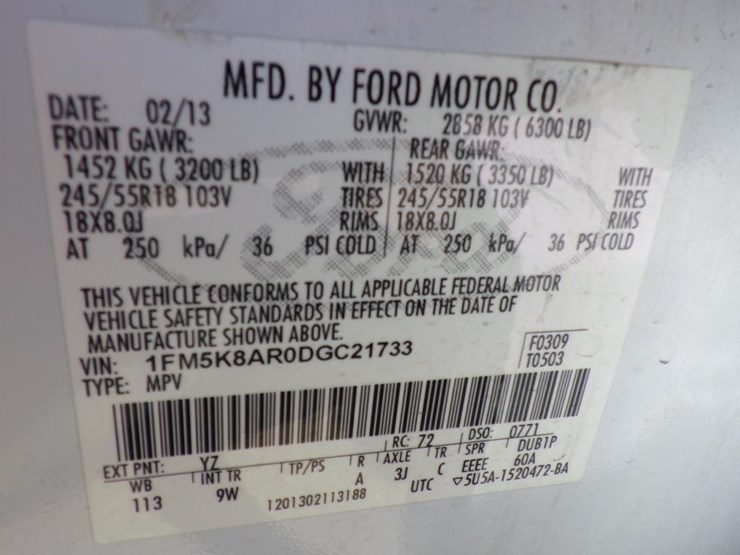 MFD. BY FORD MOTOR CO.
DATE: 02/13 GVWR: 2858 KG ( 6300 LB)
FRONT GAWR: REAR GAWR:
1452 KG ( 3200 LB) WITH 1520 KG ( 3350 LB) WITH
245/55R18 103V TIRES 245/55R18 103V TIRES
18X8.0J RIMS 18X8.0J RIMS
AT 250 kPa/ 36 PSI COLD AT 250 kPa/ 36 PSI COLD
THIS VEHICLE CONFORMS TO ALL APPLICABLE FEDERAL MOTOR
VEHICLE SAFETY STANDARDS IN EFFECT ON THE DATE OF
MANUFACTURE SHOWN ABOVE.
VIN: 1FM5K8AR0DGC21733 F0309
TYPE: MPV T0503
EXT PNT: YZ RC: 72 DSO: 0771
WB INT TR TP/PS R AXLE TR SPR DUB1P
113 9W A 3J C EEEE 60A
1201302113188 UTC ▽5U5A-1520472-BA